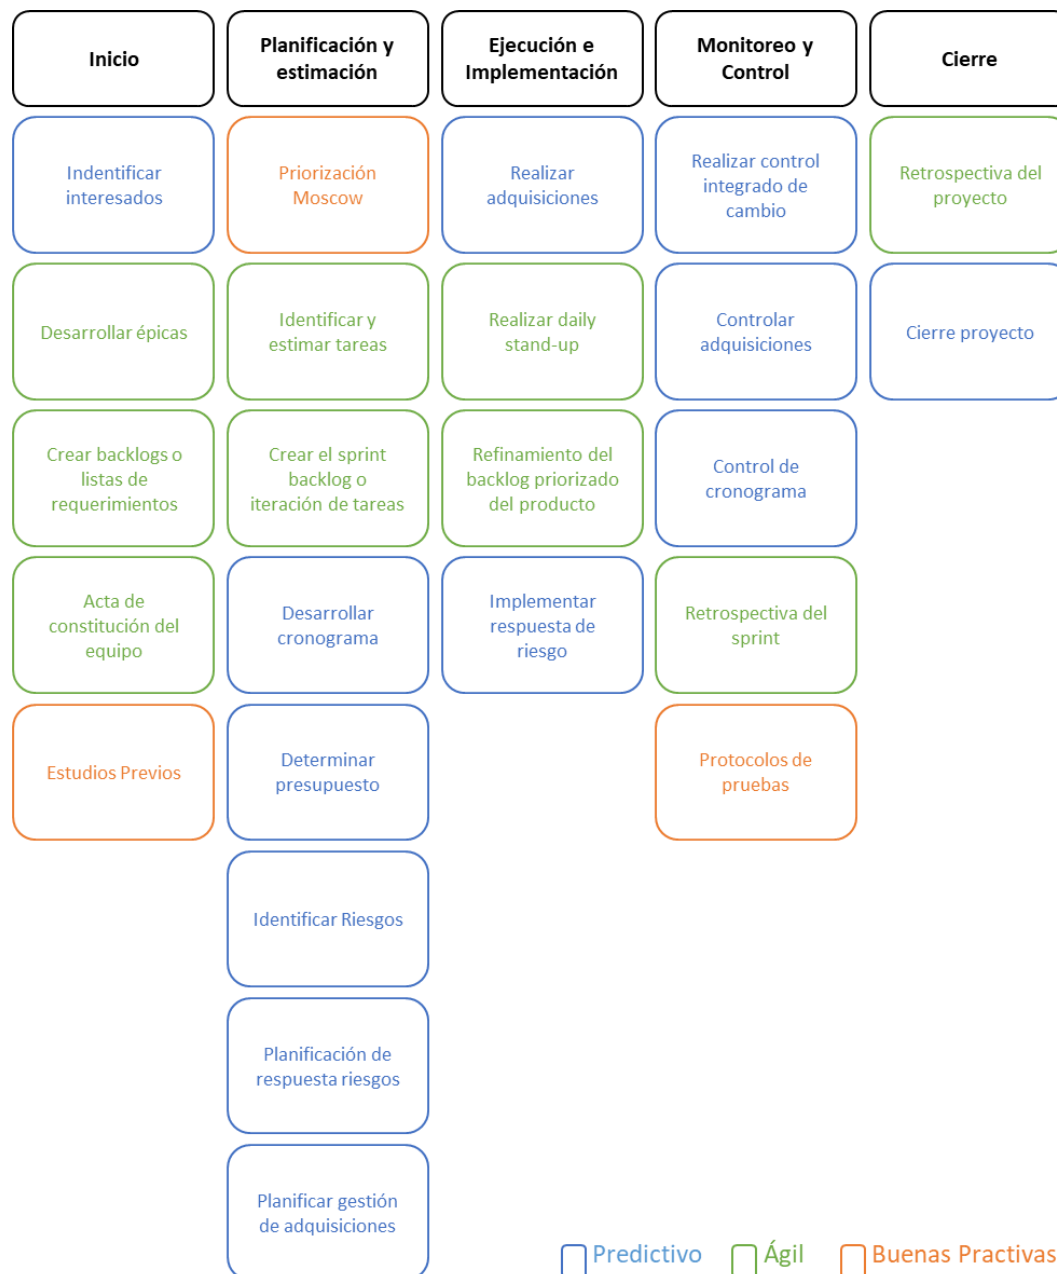 Inicio
Planificación y
estimación
Ejecución e
Implementación
Monitoreo y
Control
Cierre
Indentificar
interesados
Priorización
Moscow
Realizar
adquisiciones
Realizar control
integrado de
cambio
Retrospectiva del
proyecto
Desarrollar épicas
Identificar y
estimar tareas
Realizar daily
stand-up
Controlar
adquisiciones
Cierre proyecto
Crear backlogs o
listas de
requerimientos
Crear el sprint
backlog o
iteración de tareas
Refinamiento del
backlog priorizado
del producto
Control de
cronograma
Acta de
constitución del
equipo
Desarrollar
cronograma
Implementar
respuesta de
riesgo
Retrospectiva del
sprint
Estudios Previos
Determinar
presupuesto
Protocolos de
pruebas
Identificar Riesgos
Planificación de
respuesta riesgos
Planificar gestión
de adquisiciones
Predictivo
Ágil
Buenas Practivas